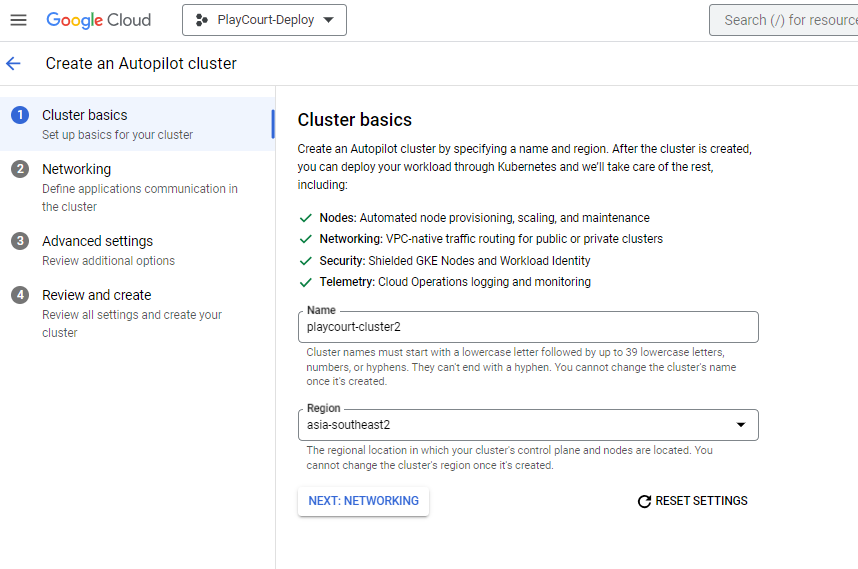 Google Cloud
PlayCourt-Deploy
Search (/) for resource
Create an Autopilot cluster
1 Cluster basics
Set up basics for your cluster
2 Networking
Define applications communication in
the cluster
3 Advanced settings
Review additional options
4 Review and create
Review all settings and create your
cluster
Cluster basics
Create an Autopilot cluster by specifying a name and region. After the cluster is created,
you can deploy your workload through Kubernetes and we'll take care of the rest,
including:
Nodes: Automated node provisioning, scaling, and maintenance
Networking: VPC-native traffic routing for public or private clusters
Security: Shielded GKE Nodes and Workload Identity
Telemetry: Cloud Operations logging and monitoring
Name
playcourt-cluster2
Cluster names must start with a lowercase letter followed by up to 39 lowercase letters,
numbers, or hyphens. They can't end with a hyphen. You cannot change the cluster's name
once it's created.
Region
asia-southeast2
The regional location in which your cluster's control plane and nodes are located. You
cannot change the cluster's region once it's created.
NEXT: NETWORKING
RESET SETTINGS